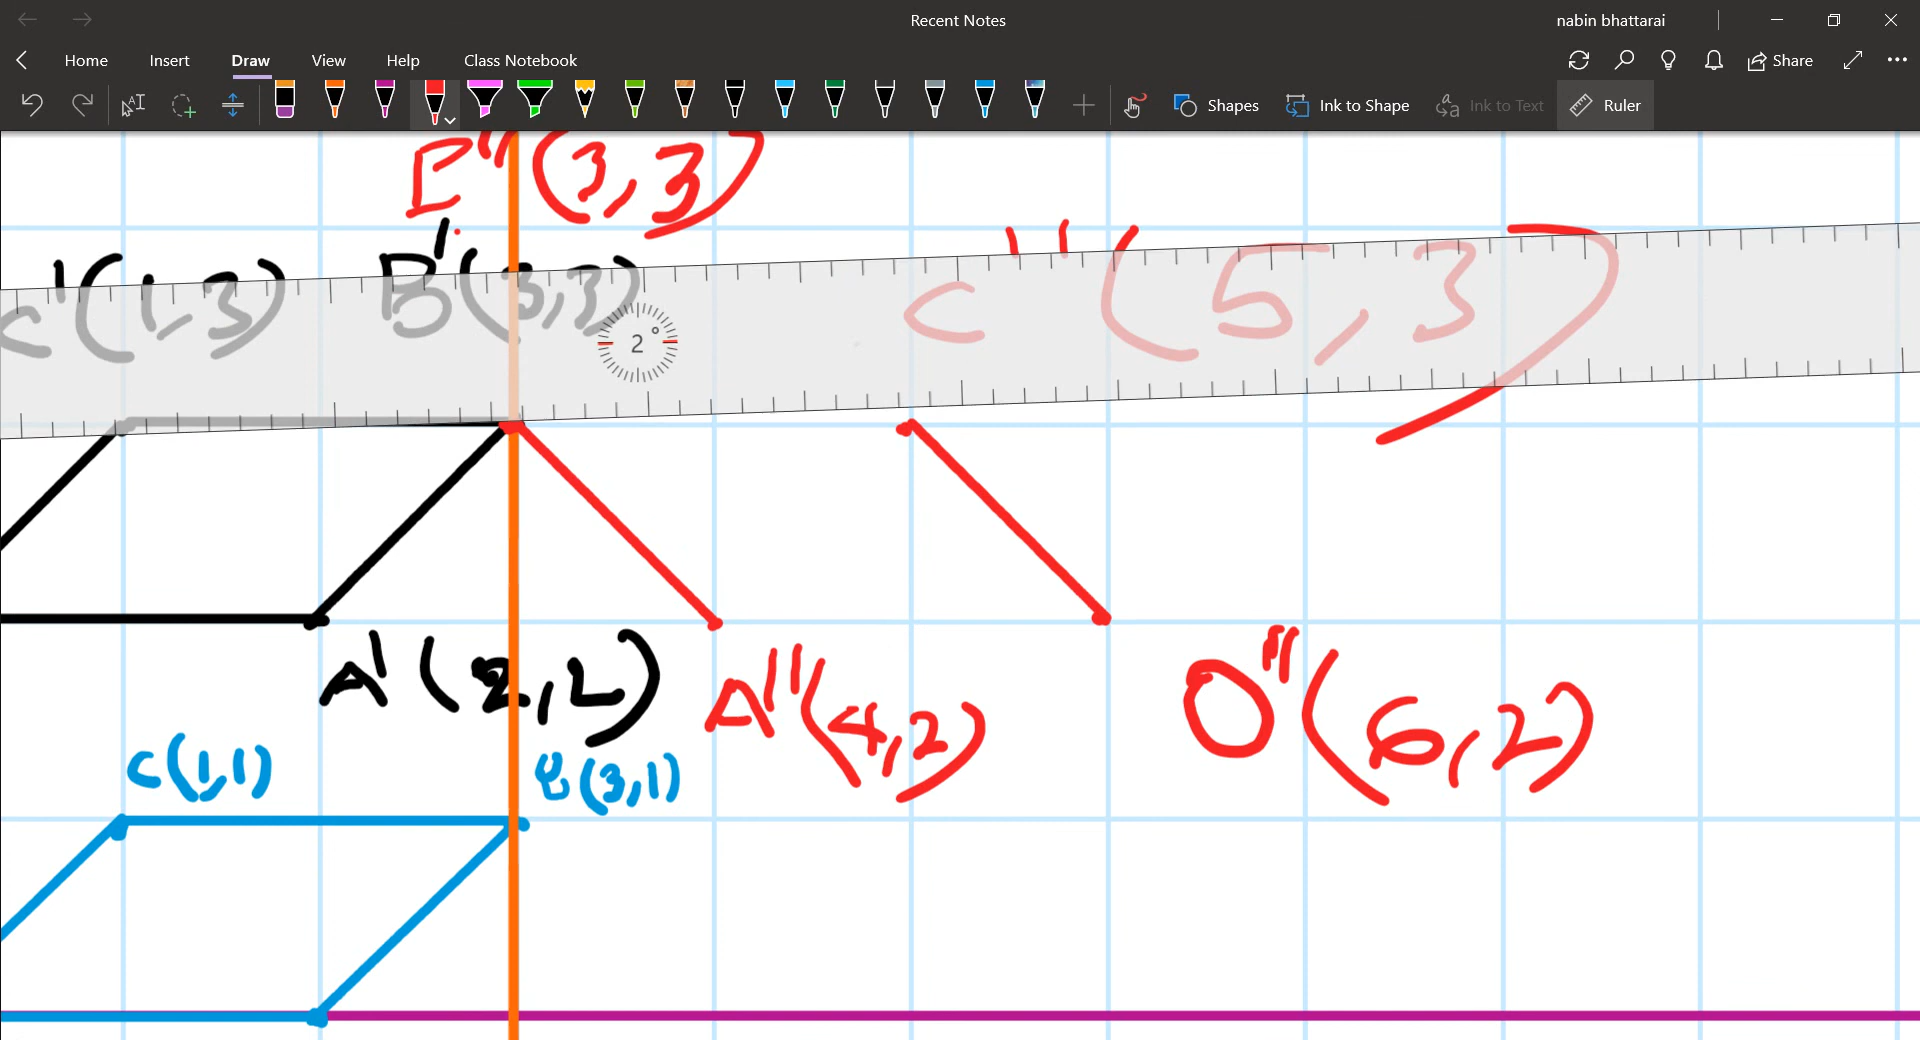 Recent Notes
nabin bhattarai
Home
Insert
Draw
View
Help
Class Notebook
Share
Shapes
Ink to Shape
Ink to Text
Ruler
B"(3,3)
C'(1,3)
B'(3,3)
2°
C"(5,3)
A'(2,2)
A"(4,2)
O"(6,2)
C(1,1)
B(3,1)